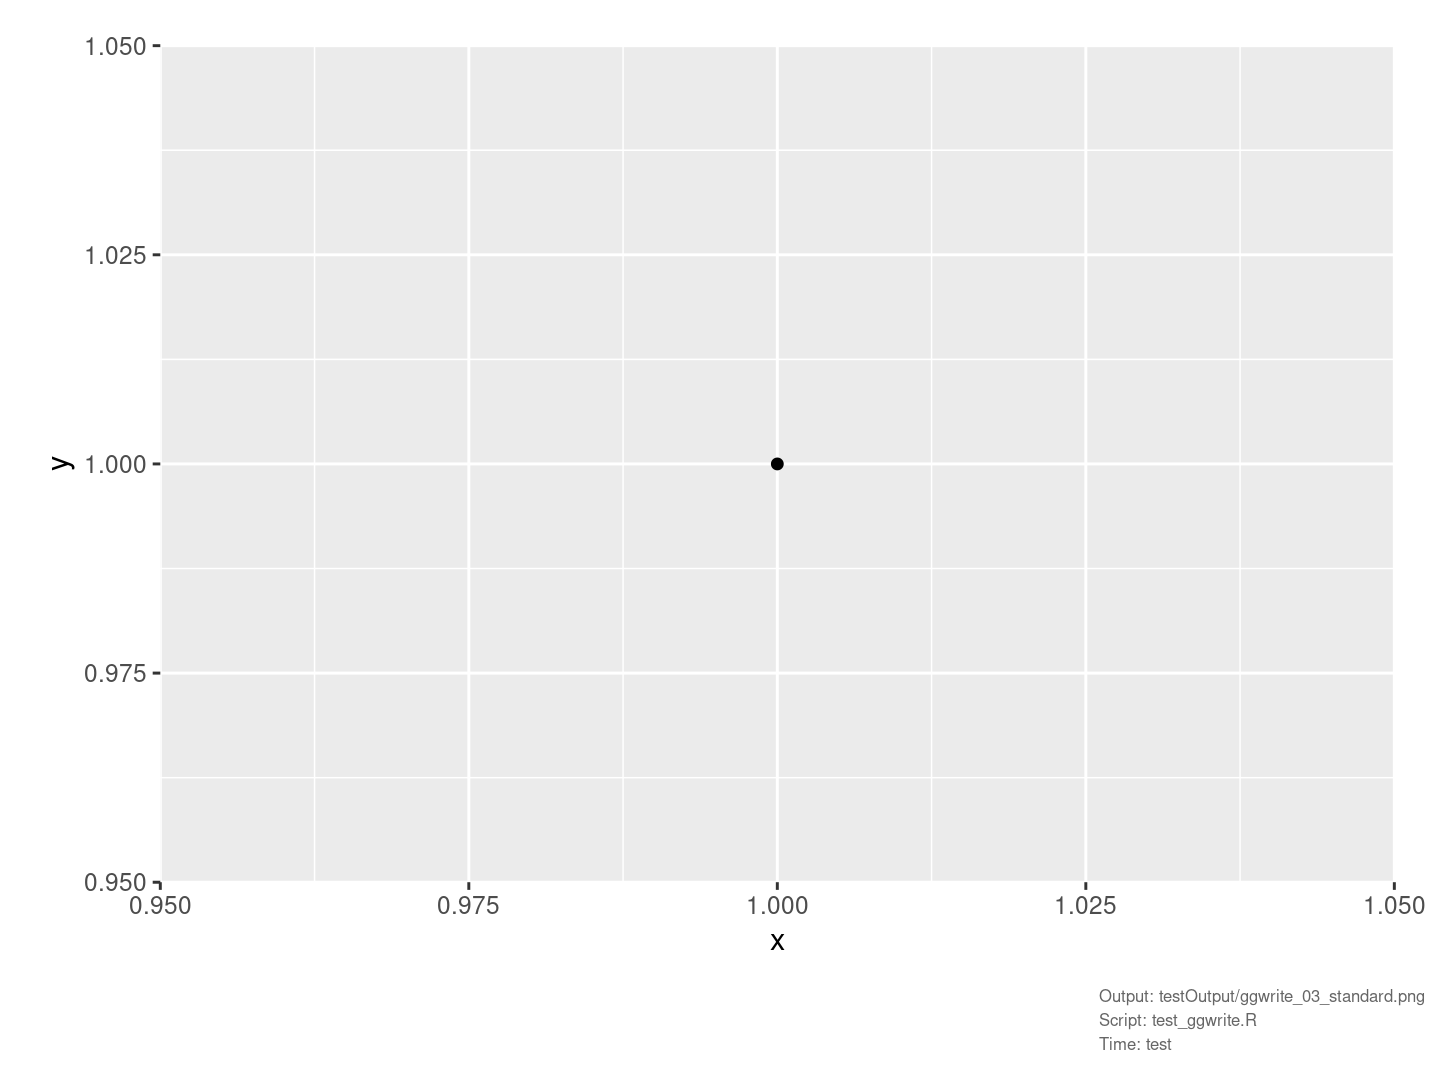 1.050
1.025
y
1.000
0.975
0.950
0.950 0.975 1.000 1.025 1.050
x
Output: testOutput/ggwrite_03_standard.png
Script: test_ggwrite.R
Time: test